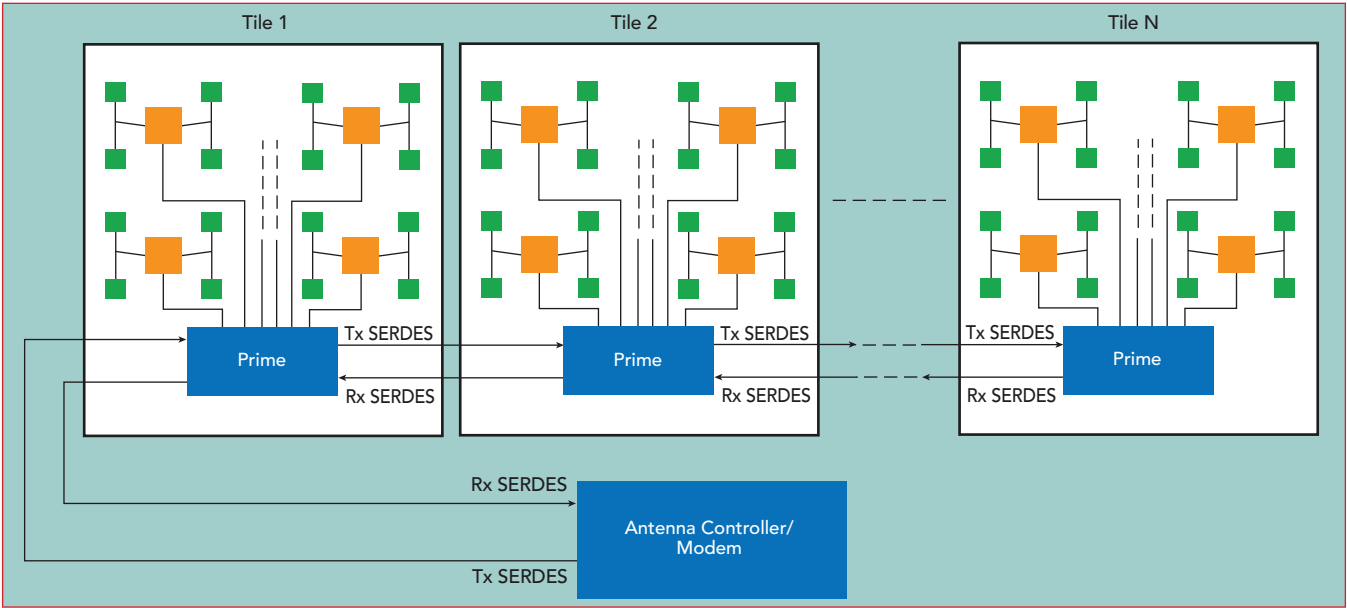 Tile 1
Tile 2
Tile N
Tx SERDES
Tx SERDES
Tx SERDES
Prime
Prime
Prime
Rx SERDES
Rx SERDES
Rx SERDES
Rx SERDES
Antenna Controller/
Modem
Tx SERDES